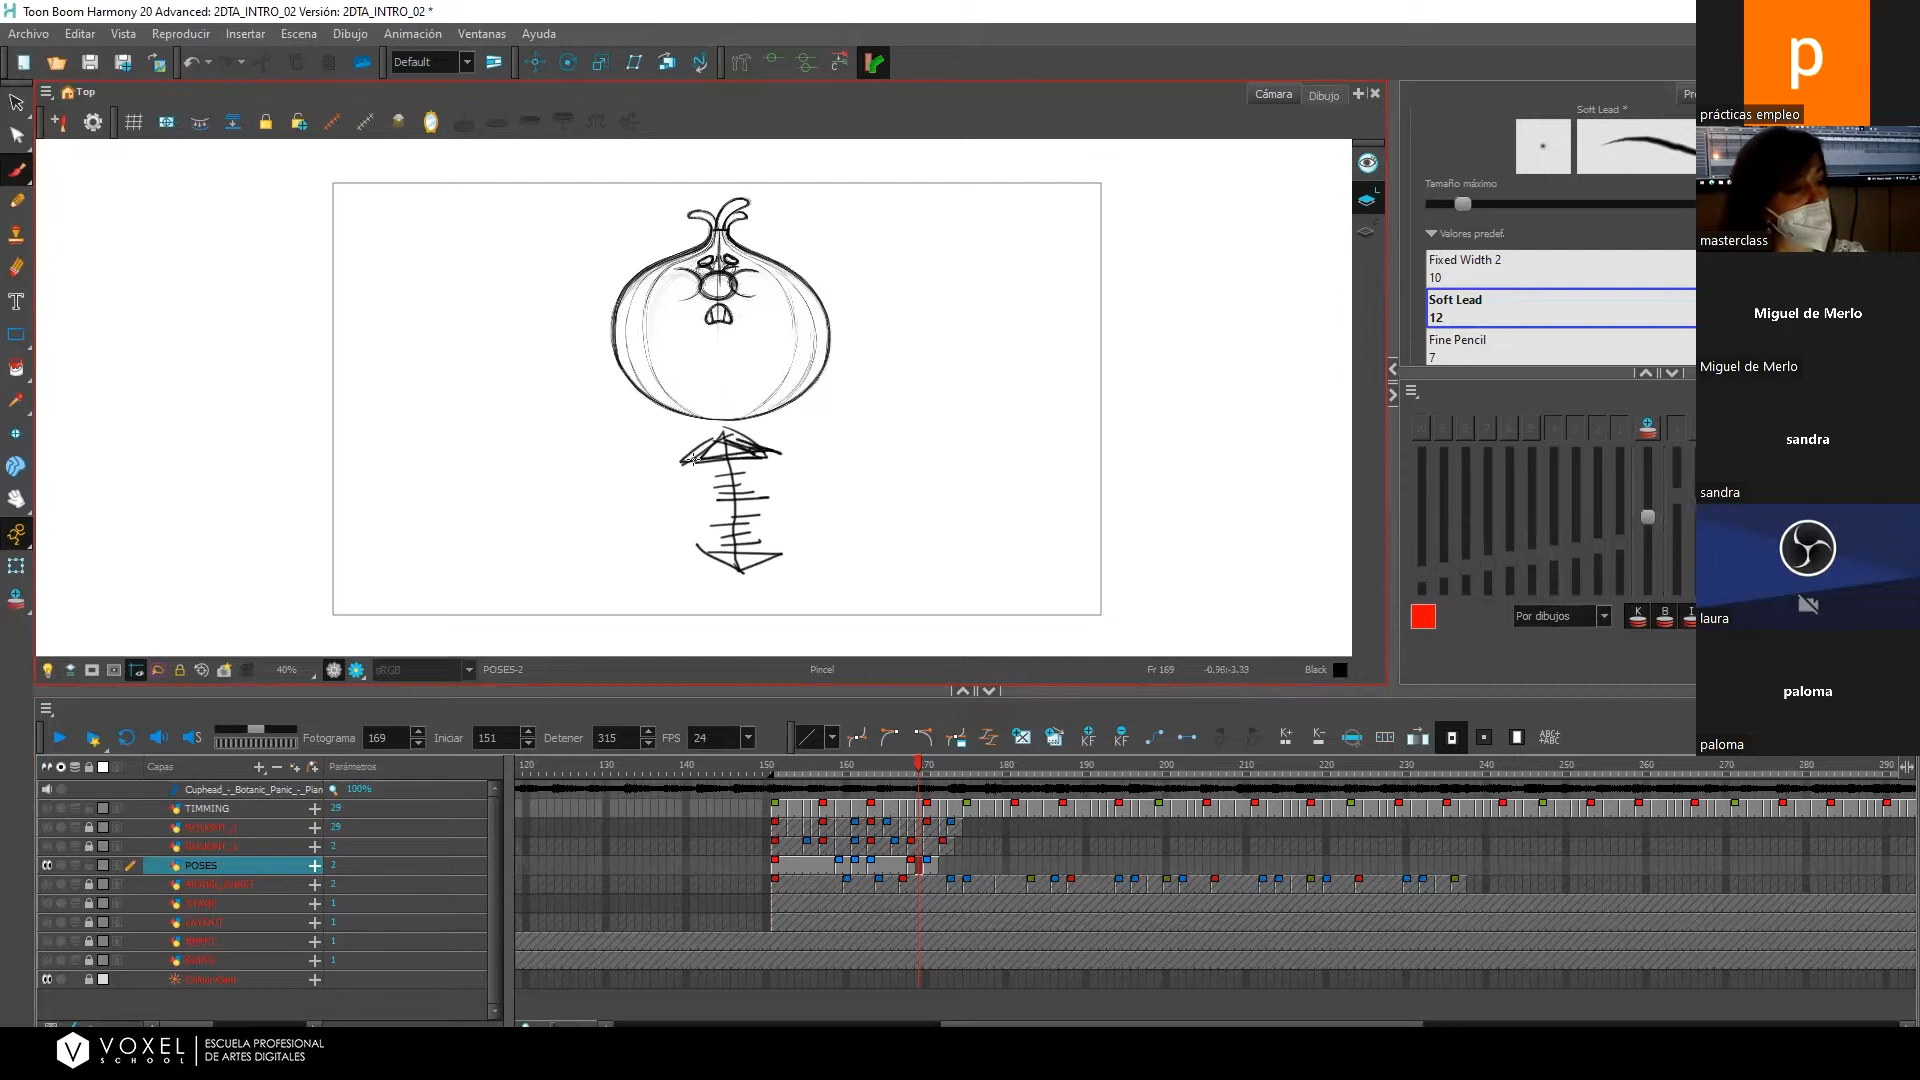 Toon Boom Harmony 20 Advanced: 2DTA_INTRO_02 Versión: 2DTA_INTRO_02 *
Archivo Editar Vista Reproducir Insertar Escena Dibujo Animación Ventanas Ayuda
Default
Top
Cámara Dibujo
Soft Lead *
Tamaño máximo
Valores predef.
Fixed Width 2
10
Soft Lead
12
Fine Pencil
7
Por dibujos
K B
40% sRGB POSES-2 Pincel Fr 169 -0.96:-3.33 Black
Fotograma 169 Iniciar 151 Detener 315 FPS 24
Capas Parámetros
120 130 140 150 160 170 180 190 200 210 220 230 240 250 260 270 280 290
Cuphead_-_Botanic_Panic_-_Pian 100%
TIMMING 29
29
2
POSES 2
2
1
1
1
1
p
prácticas empleo
masterclass
Miguel de Merlo
Miguel de Merlo
sandra
sandra
laura
paloma
paloma
VOXEL SCHOOL
ESCUELA PROFESIONAL
DE ARTES DIGITALES